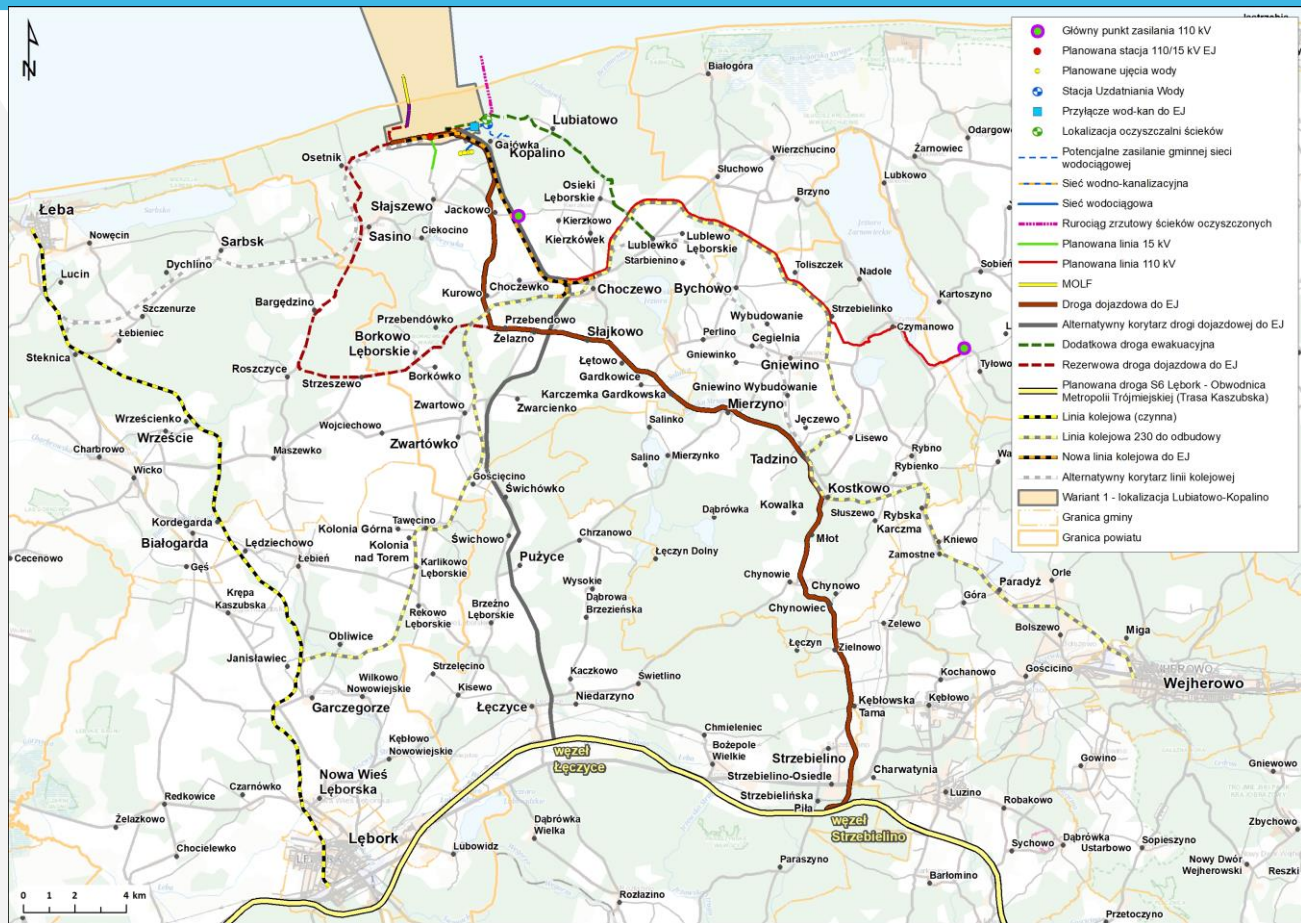 N
Główny punkt zasilania 110 kV
Planowana stacja 110/15 kV EJ
Planowane ujęcia wody
Stacja Uzdatniania Wody
Przyłącze wod-kan do EJ
Lokalizacja oczyszczalni ścieków
Potencjalne zasilanie gminnej sieci
wodociągowej
Sieć wodno-kanalizacyjna
Sieć wodociągowa
Rurociąg zrzutowy ścieków oczyszczonych
Planowana linia 15 kV
Planowana linia 110 kV
MOLF
Droga dojazdowa do EJ
Alternatywny korytarz drogi dojazdowej do EJ
Dodatkowa droga ewakuacyjna
Rezerwowa droga dojazdowa do EJ
Planowana droga S6 Lębork - Obwodnica
Metropolii Trójmiejskiej (Trasa Kaszubska)
Linia kolejowa (czynna)
Linia kolejowa 230 do odbudowy
Nowa linia kolejowa do EJ
Alternatywny korytarz linii kolejowej
Wariant 1 - lokalizacja Lubiatowo-Kopalino
Granica gminy
Granica powiatu
Białogóra
Lubiatowo
Gajówka
Kopalino
Osetnik
Wierzchucino
Odargowo
Żarnowiec
Słuchowo
Lubkowo
Brzyno
Osieki
Lęborskie
Słajszewo
Jackowo
Łeba
Nowęcin
Sarbsk
Sasino
Ciekocino
Kierzkowo
Kierzkówek
Lublewko
Lublewo
Lęborskie
Starbienino
Dychlino
Lucin
Toliszczek
Nadole
Kartoszyno
Choczewko
Choczewo
Bychowo
Kurowo
Bargędzino
Szczenurze
Łebieniec
Strzebielinko
Czymanowo
Przebendówko
Przebendowo
Wybudowanie
Perlino
Cegielnia
Borkowo
Lęborskie
Żelazno
Słajkowo
Steknica
Gniewinko
Gniewino
Tyłowo
Roszczyce
Strzeszewo
Borkówko
Łętowo
Gardkowice
Gniewino Wybudowanie
Karczemka Gardkowska
Zwartowo
Zwarcienko
Mierzyno
Wrześcienko
Wrzeście
Wojciechowo
Salinko
Jęczewo
Zwartówko
Lisewo
Rybno
Charbrowo
Maszewko
Salino
Mierzynko
Tadzino
Rybienko
Wicko
Gościęcino
Świchówko
Kostkowo
Kordegarda
Białogarda
Kolonia Górna
Tawęcino
Dąbrówka
Kowalka
Słuszewo
Rybska
Karczma
Kolonia
nad Torem
Świchowo
Chrzanowo
Młot
Kniewo
Lędziechowo
Łęczyn Dolny
Zamostne
Cecenowo
Gęś
Łebień
Karlikowo
Lęborskie
Pużyce
Chynowie
Chynowo
Paradyż
Orle
Krępa
Kaszubska
Wysokie
Dąbrowa
Brzezieńska
Chynowiec
Góra
Rekowo
Lęborskie
Brzeźno
Lęborskie
Zelewo
Bolszewo
Miga
Obliwice
Łęczyn
Zielnowo
Janisławiec
Strzelęcino
Kaczkowo
Świetlino
Kochanowo
Gościcino
Wejherowo
Wilkowo
Nowowiejskie
Kisewo
Garczegorze
Łęczyce
Niedarzyno
Kębłowska
Tama
Kębłowo
Kębłowo
Nowowiejskie
Chmieleniec
Bożepole
Wielkie
Strzebielino
Gowino
węzeł
Łęczyce
Nowa Wieś
Lęborska
Strzebielino-Osiedle
Charwatynia
Gniewowo
Czarnówko
Redkowice
Strzebielińska
Piła
Luzino
Robakowo
Żelazkowo
Zbychowo
Lębork
Dąbrówka
Wielka
węzeł
Strzebielino
Sychowo
Dąbrówka
Ustarbowo
Sopieszyno
Chocielewko
Lubowidz
Paraszyno
Barłomino
Nowy Dwór
Wejherowski
Reszki
Rozłazino
Przetoczyno
0 1 2 4 km